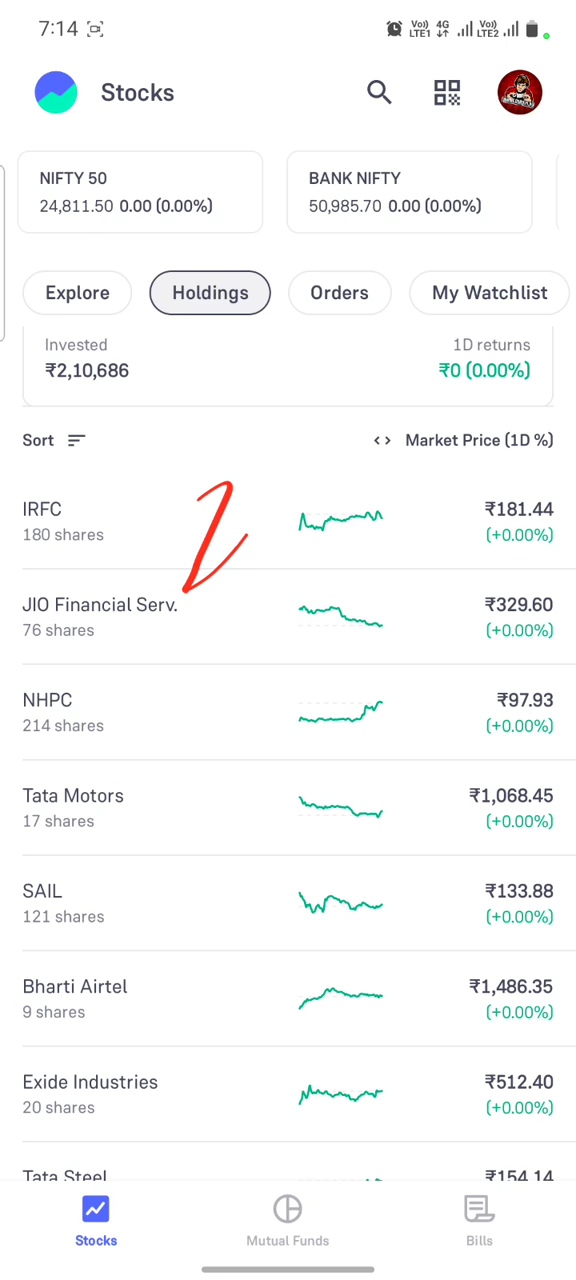 7:14 Vo)) LTE1 4G Vo)) LTE2
Stocks
NIFTY 50
24,811.50 0.00 (0.00%)
BANK NIFTY
50,985.70 0.00 (0.00%)
Explore Holdings Orders My Watchlist
Invested 1D returns
₹2,10,686 ₹0 (0.00%)
Sort <> Market Price (1D %)
IRFC ₹181.44
180 shares (+0.00%)
JIO Financial Serv. ₹329.60
76 shares (+0.00%)
NHPC ₹97.93
214 shares (+0.00%)
Tata Motors ₹1,068.45
17 shares (+0.00%)
SAIL ₹133.88
121 shares (+0.00%)
Bharti Airtel ₹1,486.35
9 shares (+0.00%)
Exide Industries ₹512.40
20 shares (+0.00%)
Tata Steel ₹154.14
Stocks Mutual Funds Bills